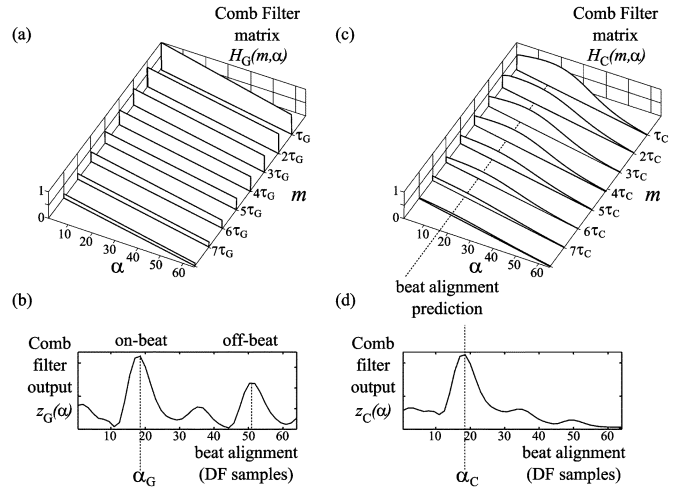 (a)
Comb Filter
matrix
H_G(m,α)
τ_G
2τ_G
3τ_G
4τ_G
5τ_G
6τ_G
7τ_G
m
1
0
10
20
30
40
50
60
α
(c)
Comb Filter
matrix
H_C(m,α)
τ_C
2τ_C
3τ_C
4τ_C
5τ_C
6τ_C
7τ_C
m
1
0
10
20
30
40
50
60
α
beat alignment
prediction
(b)
Comb
filter
output
z_G(α)
on-beat
off-beat
10
20
30
40
50
60
α_G
beat alignment
(DF samples)
(d)
Comb
filter
output
z_C(α)
10
20
30
40
50
60
α_C
beat alignment
(DF samples)